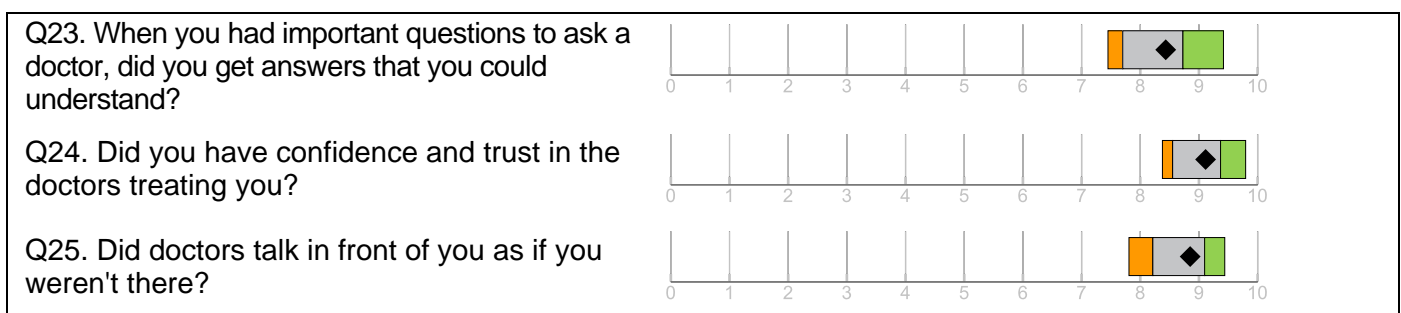 Q23. When you had important questions to ask a
doctor, did you get answers that you could
understand?
0 1 2 3 4 5 6 7 8 9 10
Q24. Did you have confidence and trust in the
doctors treating you?
0 1 2 3 4 5 6 7 8 9 10
Q25. Did doctors talk in front of you as if you
weren't there?
0 1 2 3 4 5 6 7 8 9 10